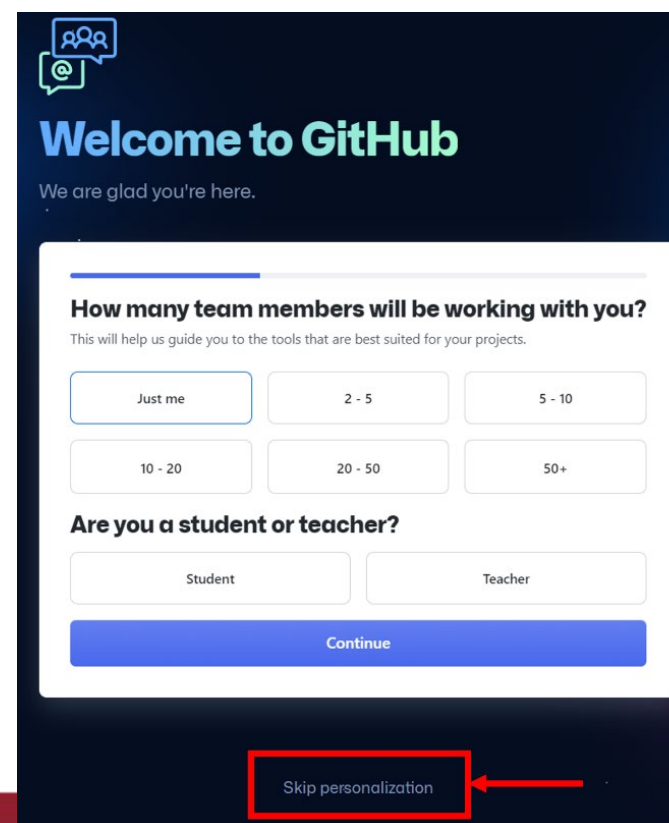 @
Welcome to GitHub
We are glad you're here.
How many team members will be working with you?
This will help us guide you to the tools that are best suited for your projects.
Just me
2 - 5
5 - 10
10 - 20
20 - 50
50+
Are you a student or teacher?
Student
Teacher
Continue
Skip personalization